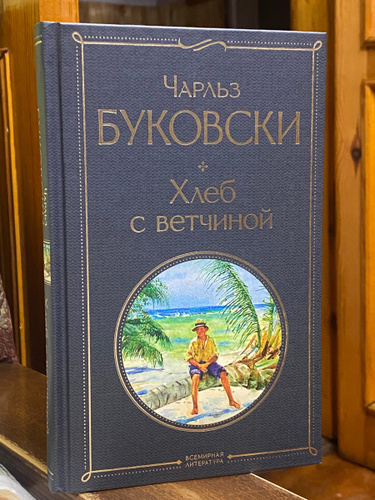 Чарльз
БУКОВСКИ
Хлеб
с ветчиной
ВСЕМИРНАЯ
ЛИТЕРАТУРА